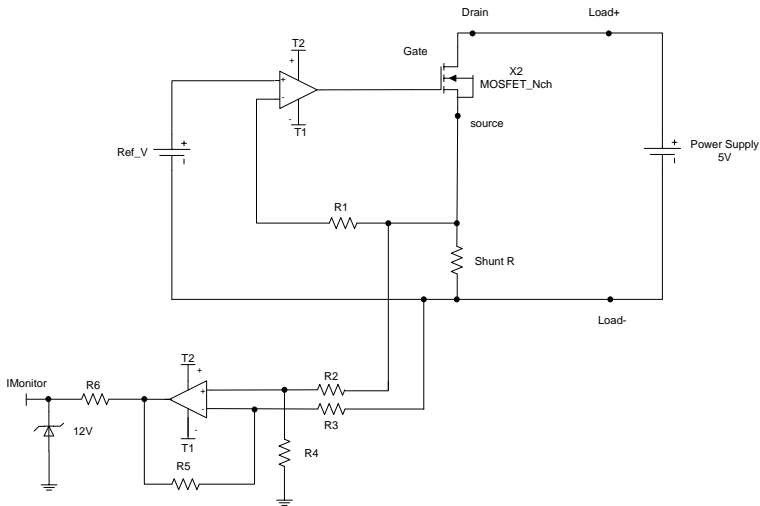 Drain
Load+
T2
+
Gate
X2
MOSFET_Nch
+
-
-
T1
source
Ref_V
+
-
Power Supply
5V
+
-
R1
Shunt R
Load-
T2
+
R2
IMonitor
R6
+
-
R3
12V
T1
-
R4
R5